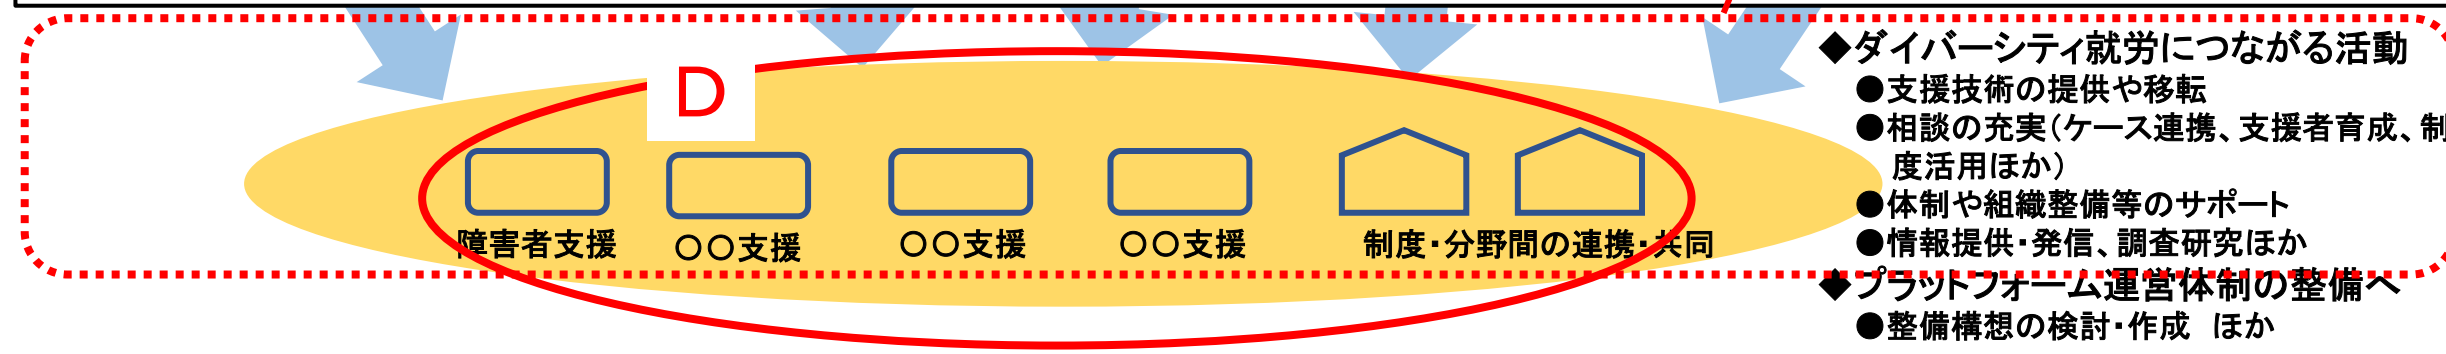 D
障害者支援
〇〇支援
〇〇支援
〇〇支援
制度・分野間の連携・共同
◆ダイバーシティ就労につながる活動
●支援技術の提供や移転
●相談の充実（ケース連携、支援者育成、制
度活用ほか）
●体制や組織整備等のサポート
●情報提供・発信、調査研究ほか
◆プラットフォーム運営体制の整備へ
●整備構想の検討・作成　ほか